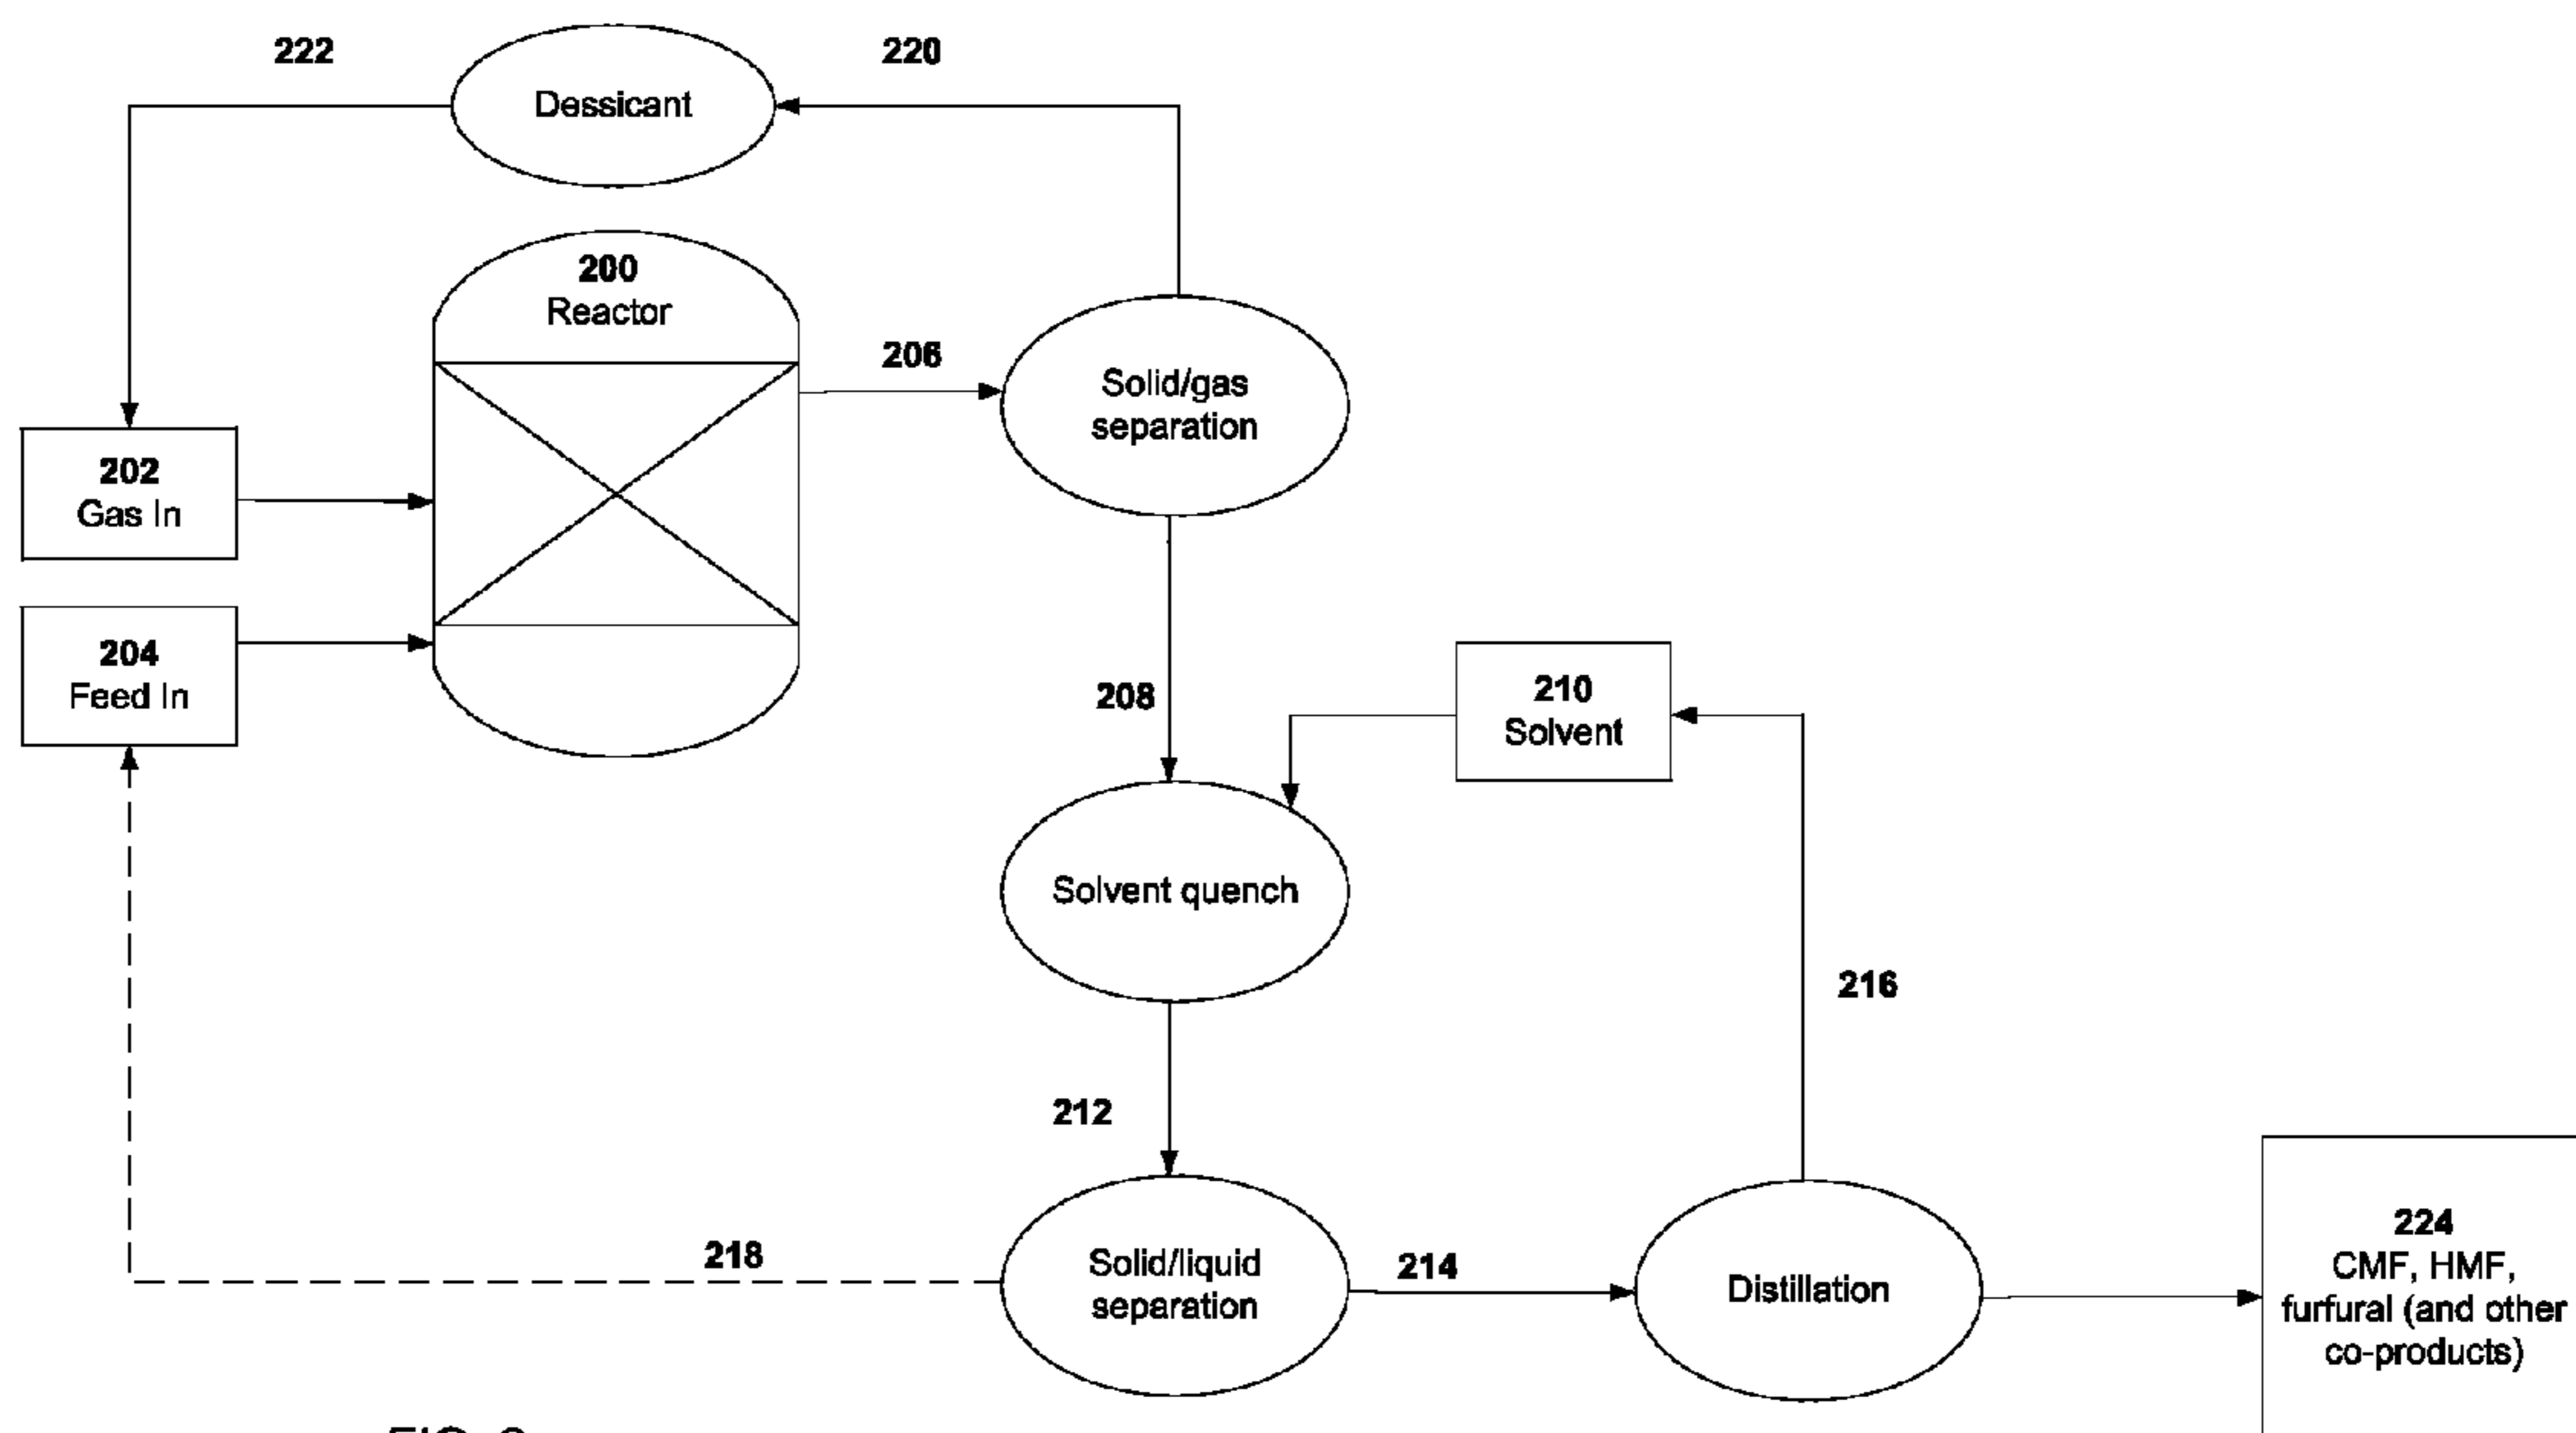 222
220
Dessicant
200
Reactor
206
Solid/gas
separation
202
Gas In
204
Feed In
208
210
Solvent
Solvent quench
216
212
218
Solid/liquid
separation
214
Distillation
224
CMF, HMF,
furfural (and other
co-products)